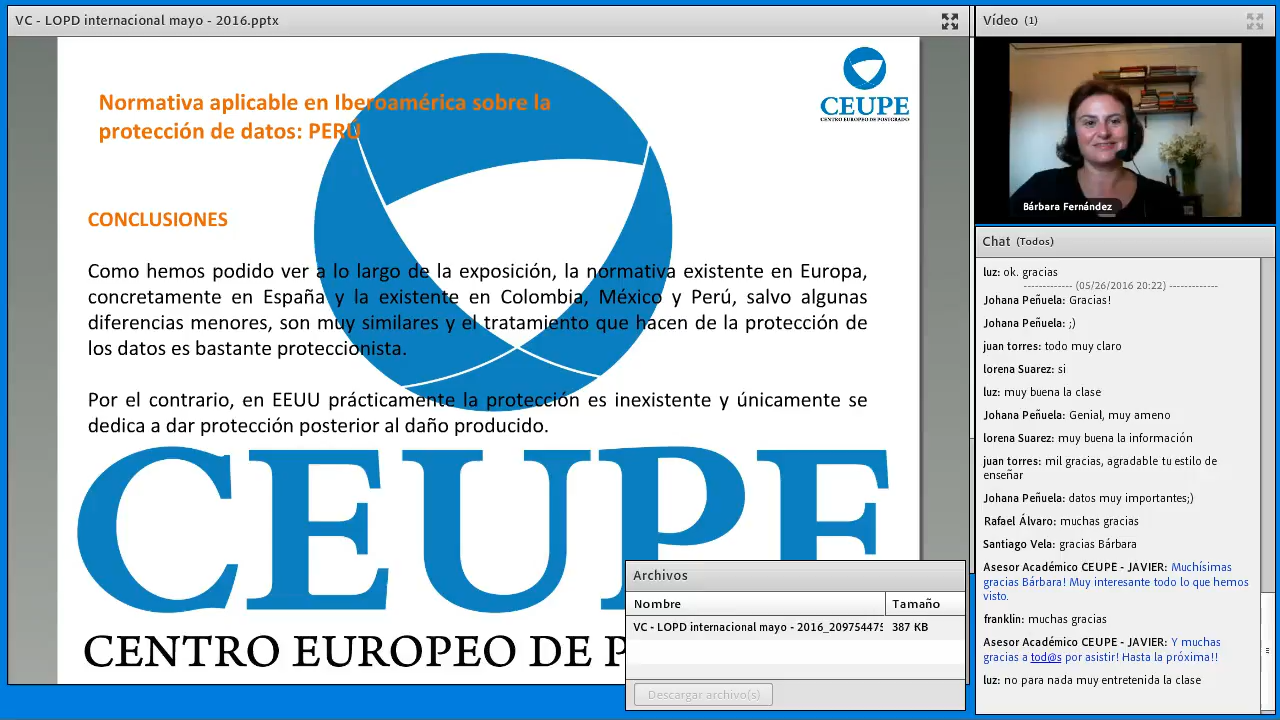 VC - LOPD internacional mayo - 2016.pptx
Normativa aplicable en Iberoamérica sobre la
protección de datos: PERÚ
CEUPE
CENTRO EUROPEO DE POSTGRADO
CONCLUSIONES
Como hemos podido ver a lo largo de la exposición, la normativa existente en Europa,
concretamente en España y la existente en Colombia, México y Perú, salvo algunas
diferencias menores, son muy similares y el tratamiento que hacen de la protección de
los datos es bastante proteccionista.
Por el contrario, en EEUU prácticamente la protección es inexistente y únicamente se
dedica a dar protección posterior al daño producido.
CEUPE
CENTRO EUROPEO DE P
Archivos
Nombre Tamaño
VC - LOPD internacional mayo - 2016_209754475 387 KB
Descargar archivo(s)
Vídeo (1)
Bárbara Fernández
Chat (Todos)
luz: ok. gracias
------------- (05/26/2016 20:22) -------------
Johana Peñuela: Gracias!
Johana Peñuela: ;)
juan torres: todo muy claro
lorena Suarez: si
luz: muy buena la clase
Johana Peñuela: Genial, muy ameno
lorena Suarez: muy buena la información
juan torres: mil gracias, agradable tu estilo de
enseñar
Johana Peñuela: datos muy importantes;)
Rafael Álvaro: muchas gracias
Santiago Vela: gracias Bárbara
Asesor Académico CEUPE - JAVIER: Muchísimas
gracias Bárbara! Muy interesante todo lo que hemos
visto.
franklin: muchas gracias
Asesor Académico CEUPE - JAVIER: Y muchas
gracias a tod@s por asistir! Hasta la próxima!!
luz: no para nada muy entretenida la clase